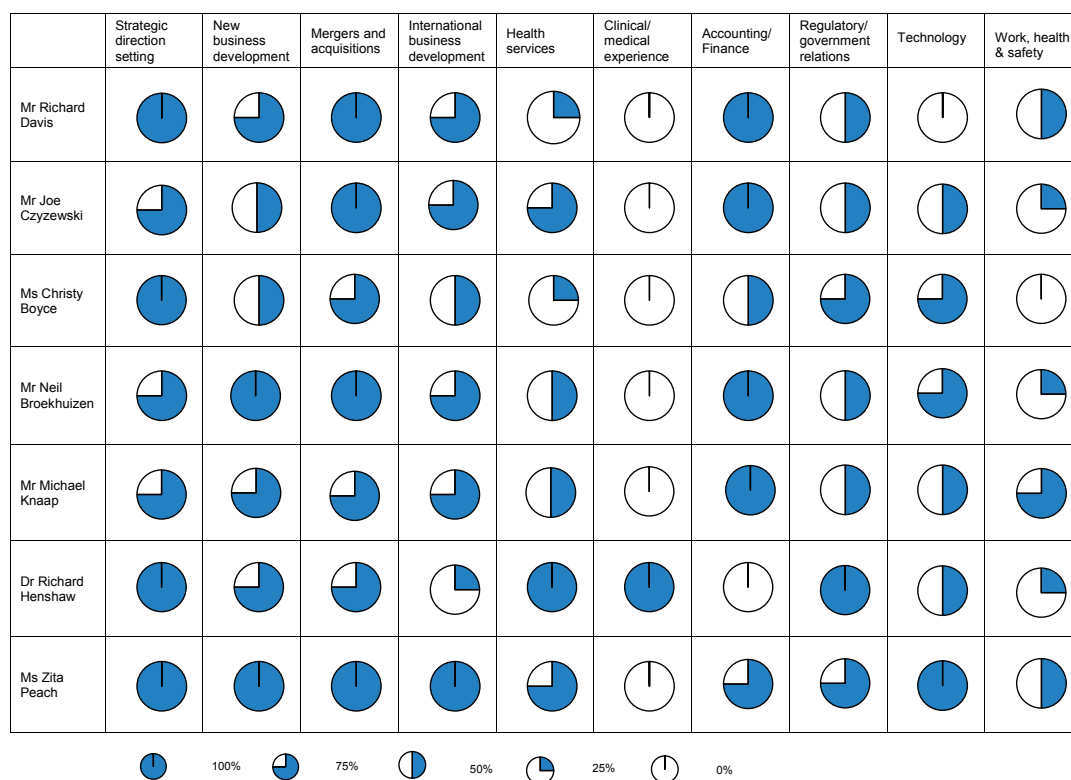 Strategic
direction
setting
New
business
development
Mergers and
acquisitions
International
business
development
Health
services
Clinical/
medical
experience
Accounting/
Finance
Regulatory/
government
relations
Technology
Work, health
& safety
Mr Richard
Davis
Mr Joe
Czyzewski
Ms Christy
Boyce
Mr Neil
Broekhuizen
Mr Michael
Knaap
Dr Richard
Henshaw
Ms Zita
Peach
100% 75% 50% 25% 0%